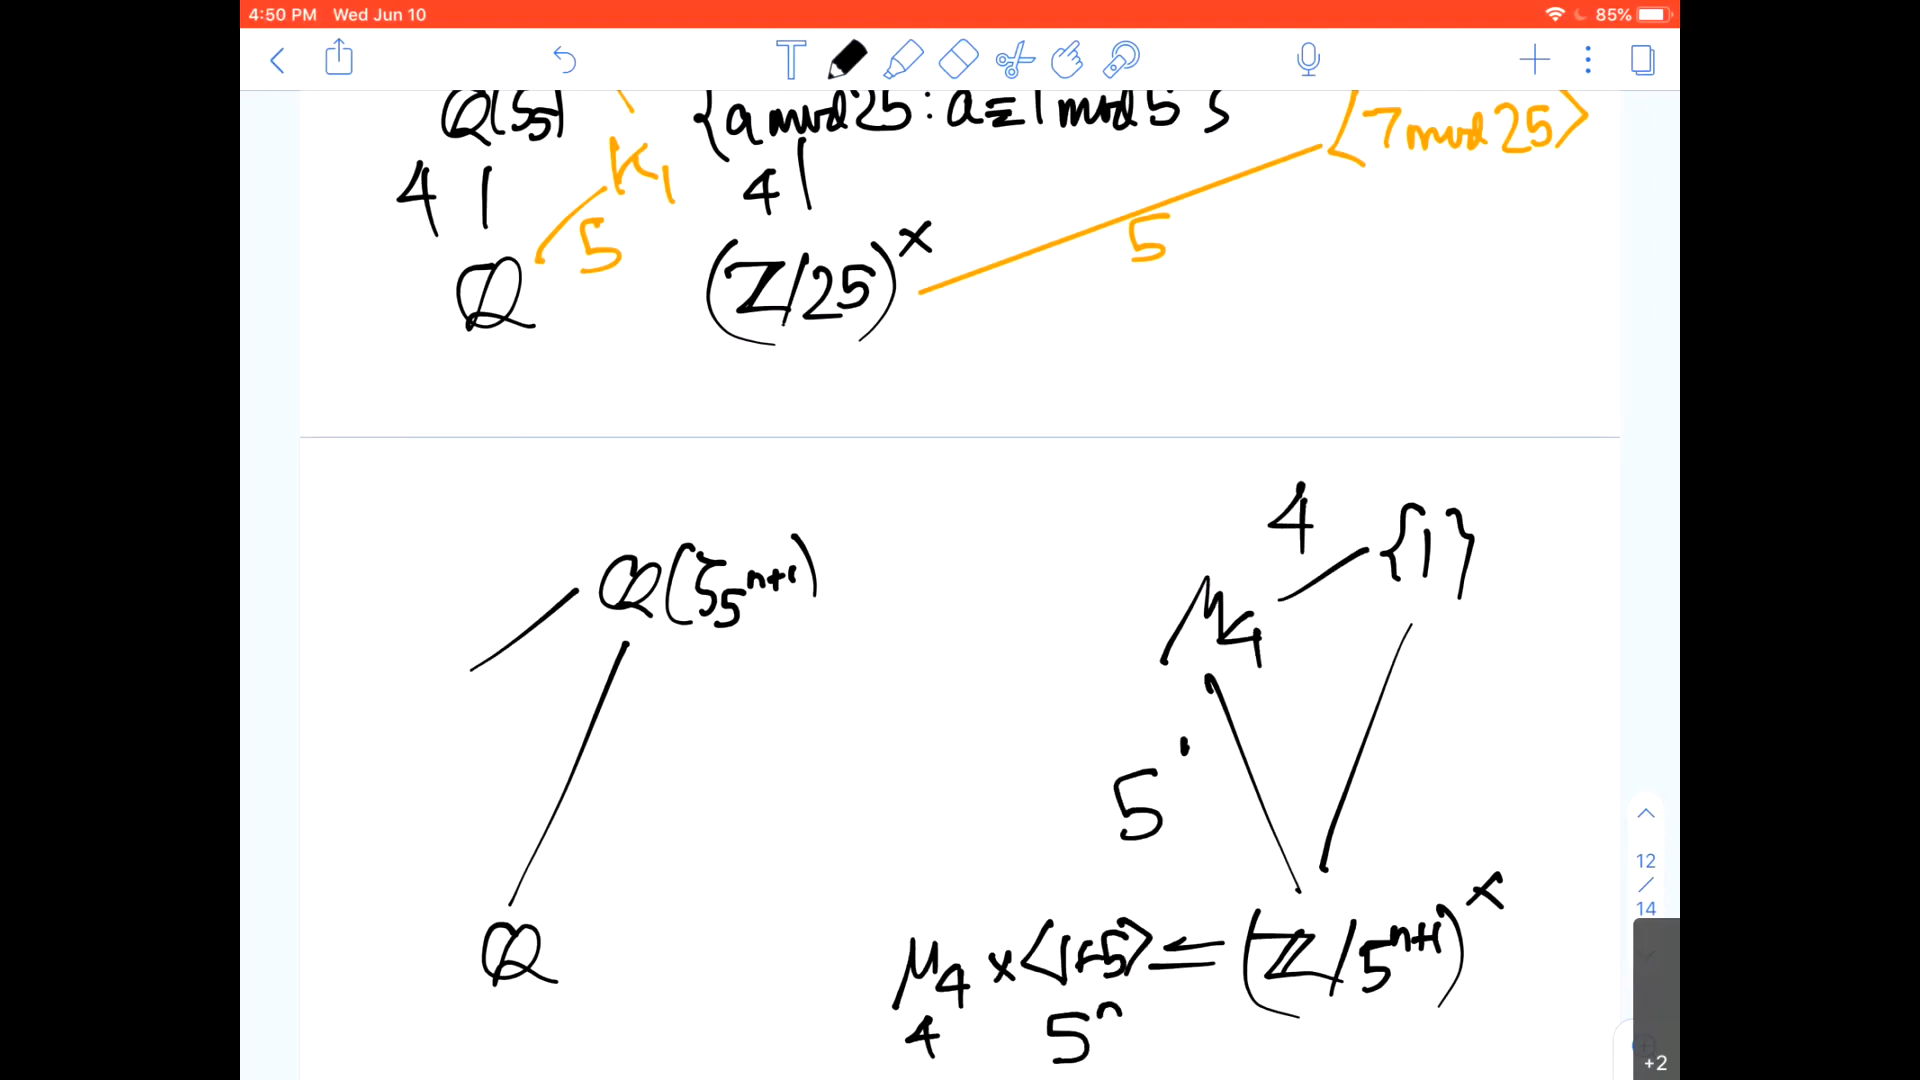 4:50 PM Wed Jun 10 85%
T
Q(ζ5) {a mod 25 : a ≡ 1 mod 5} ⟨7 mod 25⟩
4 K1 4
5 5
Q (Z/25)^×
4 {1}
Q(ζ5^n+1) μ4
5
12
/
14
Q μ4 × ⟨1+5⟩ = (Z/5^n+1)^×
4 5^n
+2